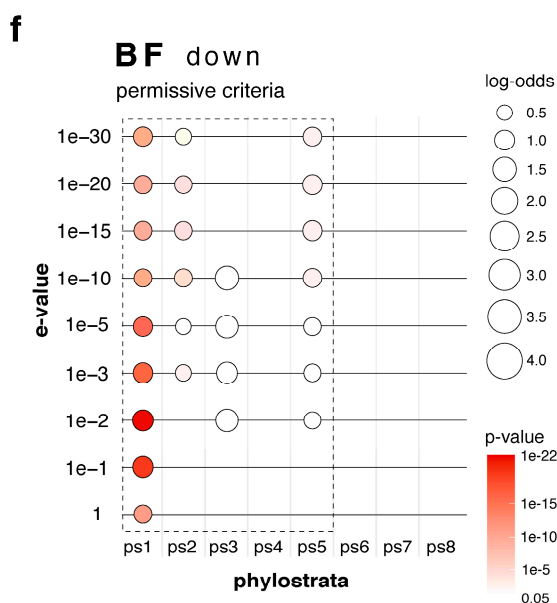 f
BF down
permissive criteria
log-odds
0.5
1.0
1.5
2.0
2.5
3.0
3.5
4.0
e-value
1e-30
1e-20
1e-15
1e-10
1e-5
1e-3
1e-2
1e-1
1
ps1 ps2 ps3 ps4 ps5 ps6 ps7 ps8
phylostrata
p-value
1e-22
1e-15
1e-10
1e-5
0.05